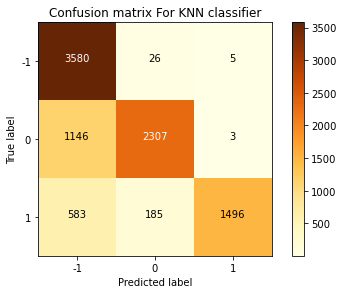 Confusion matrix For KNN classifier
-1 3580 26 5
0 1146 2307 3
1 583 185 1496
-1 0 1
True label
Predicted label
3500
3000
2500
2000
1500
1000
500